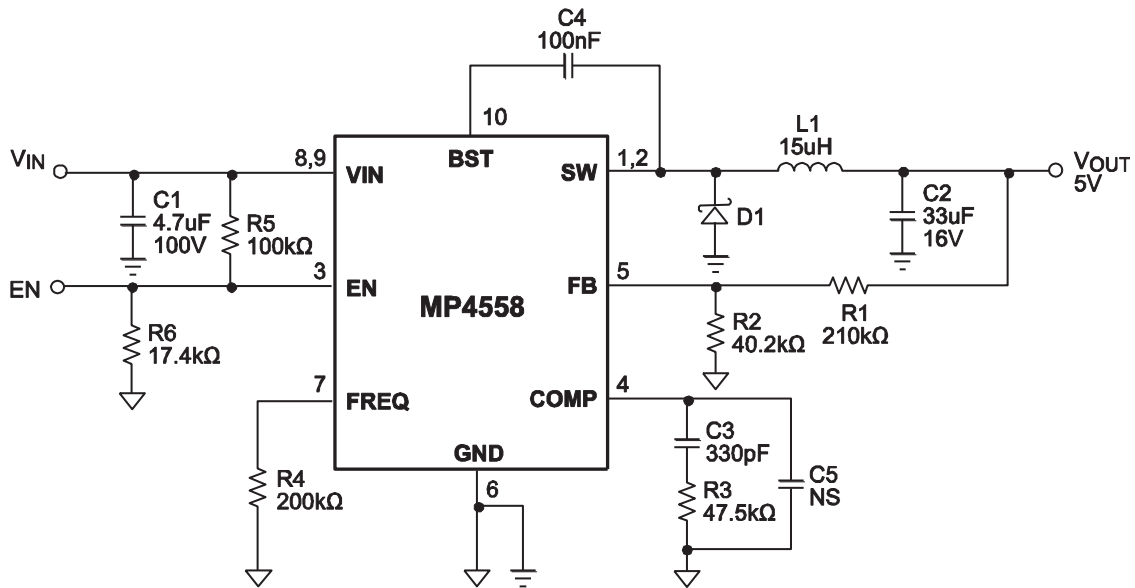 C4
100nF
10
L1
15uH
VIN
8,9
VIN
BST
SW
1,2
VOUT
5V
C1
4.7uF
100V
R5
100kΩ
D1
C2
33uF
16V
EN
3
EN
MP4558
FB
5
R6
17.4kΩ
R2
40.2kΩ
R1
210kΩ
7
FREQ
COMP
4
C3
330pF
GND
6
R4
200kΩ
R3
47.5kΩ
C5
NS